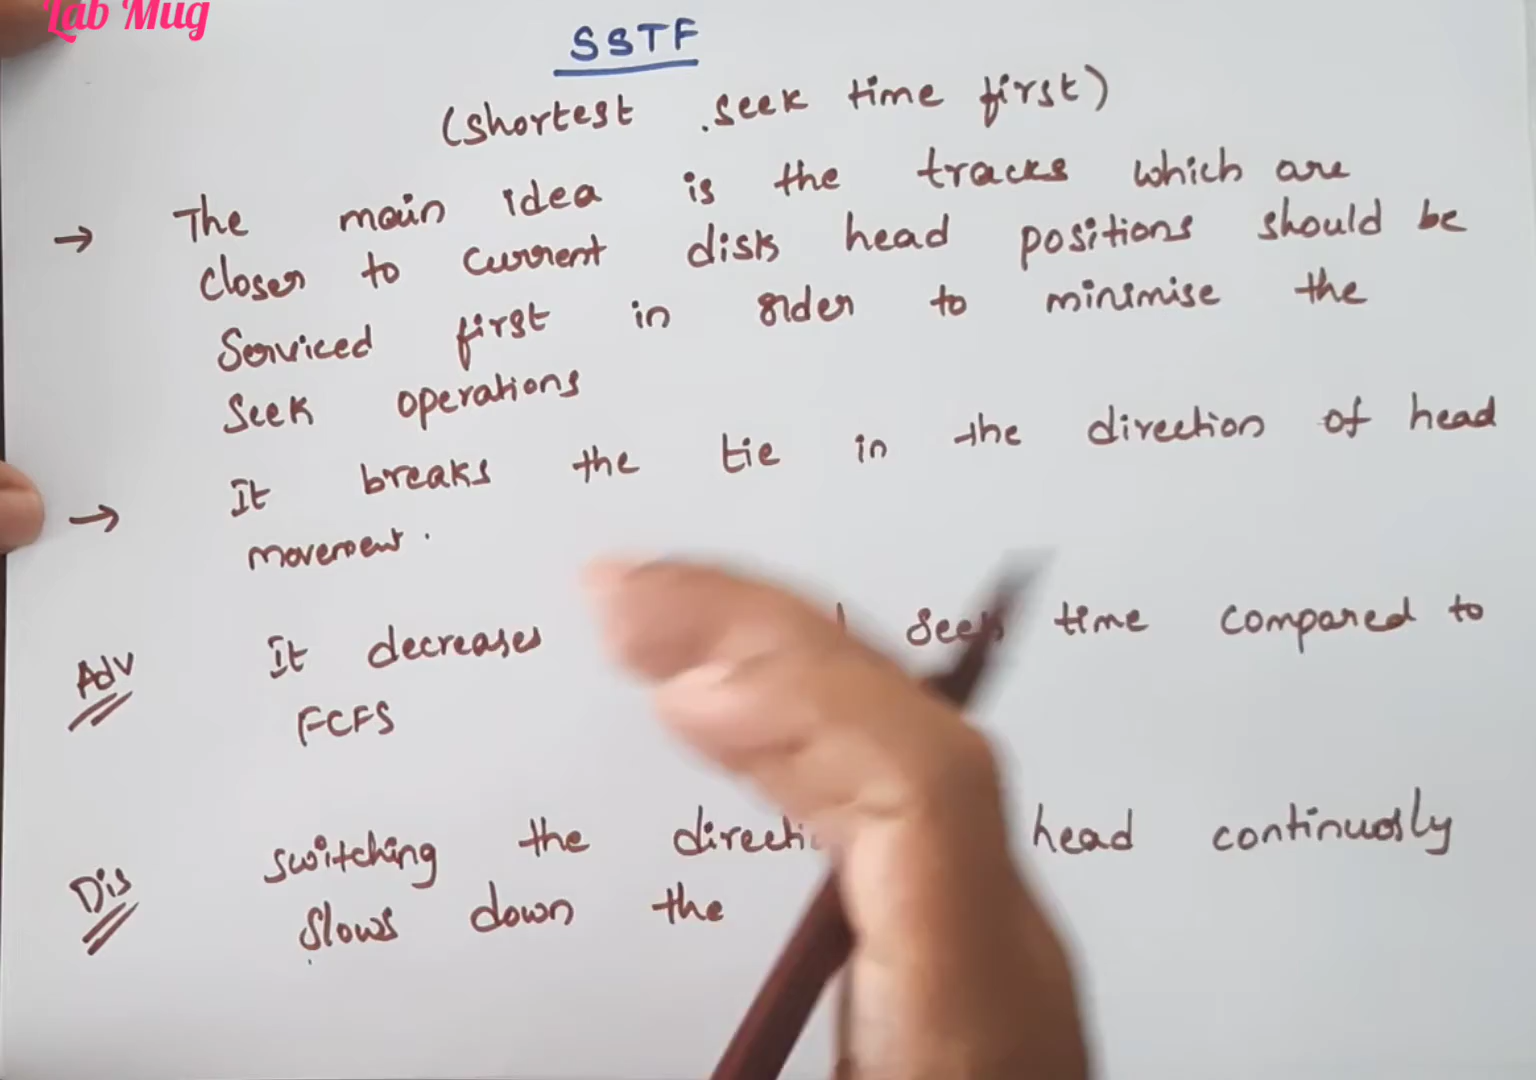 Lab Mug
SSTF
(shortest seek time first)
→ The main idea is the tracks which are
closer to current disk head positions should be
Serviced first in order to minimise the
Seek operations
→ It breaks the tie in the direction of head
movement.
Adv It decreases seek time compared to
FCFS
Dis switching the head continuosly
slows down the